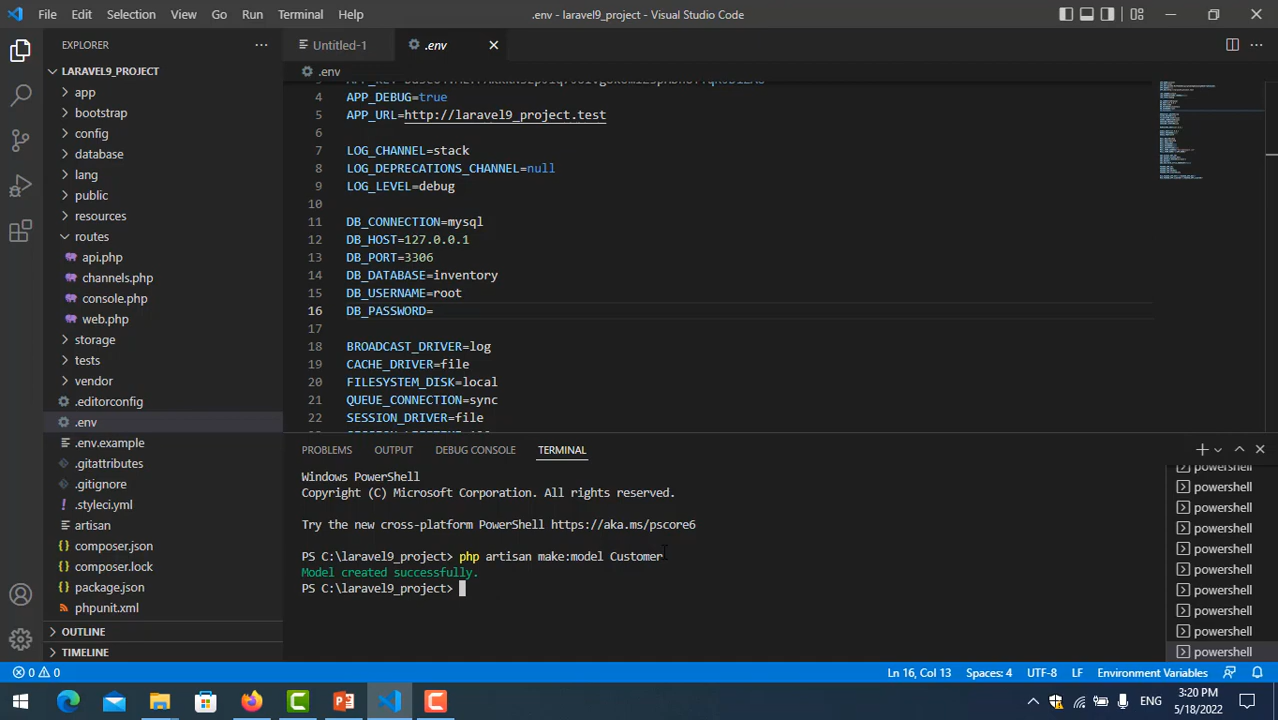 File Edit Selection View Go Run Terminal Help
.env - laravel9_project - Visual Studio Code
EXPLORER
Untitled-1
.env
LARAVEL9_PROJECT
.env
app
bootstrap
config
database
lang
public
resources
routes
api.php
channels.php
console.php
web.php
storage
tests
vendor
.editorconfig
.env
.env.example
.gitattributes
.gitignore
.styleci.yml
artisan
composer.json
composer.lock
package.json
phpunit.xml
OUTLINE
TIMELINE
4 APP_DEBUG=true
5 APP_URL=http://laravel9_project.test
6
7 LOG_CHANNEL=stack
8 LOG_DEPRECATIONS_CHANNEL=null
9 LOG_LEVEL=debug
10
11 DB_CONNECTION=mysql
12 DB_HOST=127.0.0.1
13 DB_PORT=3306
14 DB_DATABASE=inventory
15 DB_USERNAME=root
16 DB_PASSWORD=
17
18 BROADCAST_DRIVER=log
19 CACHE_DRIVER=file
20 FILESYSTEM_DISK=local
21 QUEUE_CONNECTION=sync
22 SESSION_DRIVER=file
PROBLEMS OUTPUT DEBUG CONSOLE TERMINAL
Windows PowerShell
Copyright (C) Microsoft Corporation. All rights reserved.
Try the new cross-platform PowerShell https://aka.ms/pscore6
PS C:\laravel9_project> php artisan make:model Customer
Model created successfully.
PS C:\laravel9_project>
powershell
powershell
powershell
powershell
powershell
powershell
powershell
powershell
powershell
powershell
0 0
Ln 16, Col 13 Spaces: 4 UTF-8 LF Environment Variables
ENG
3:20 PM
5/18/2022